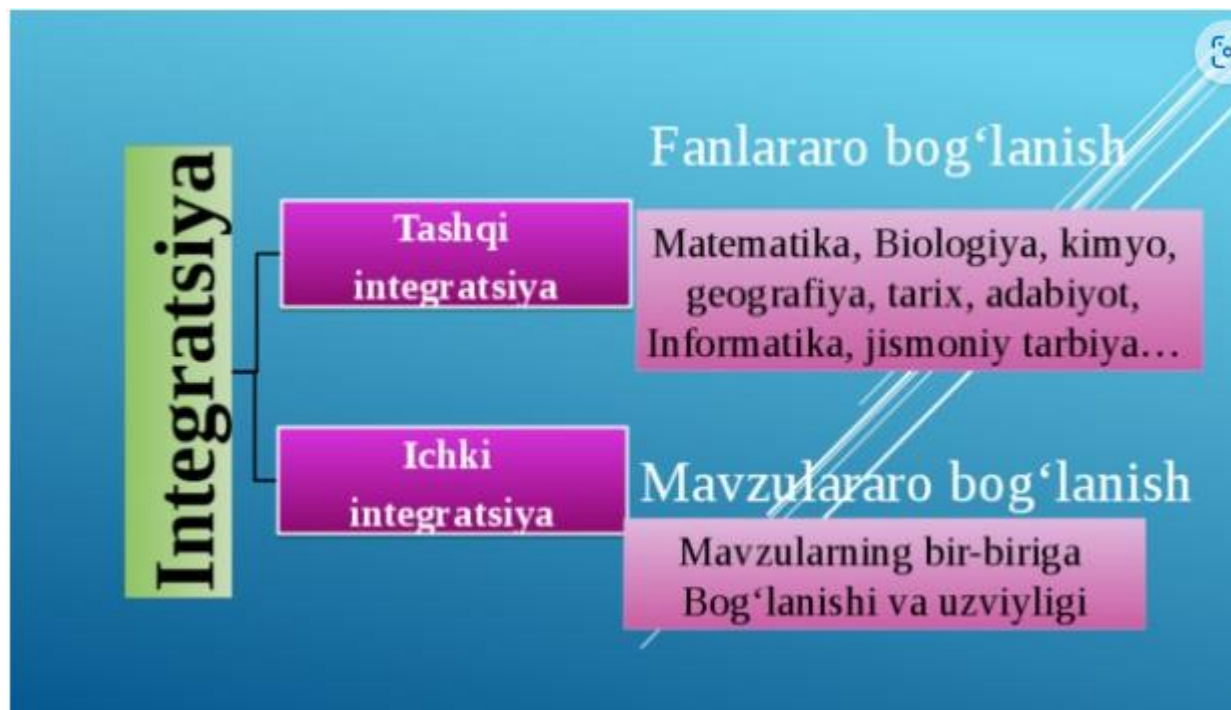 Integratsiya
Tashqi
integratsiya
Fanlararo bog‘lanish
Matematika, Biologiya, kimyo,
geografiya, tarix, adabiyot,
Informatika, jismoniy tarbiya…
Ichki
integratsiya
Mavzulararo bog‘lanish
Mavzularning bir-biriga
Bog‘lanishi va uzviyligi